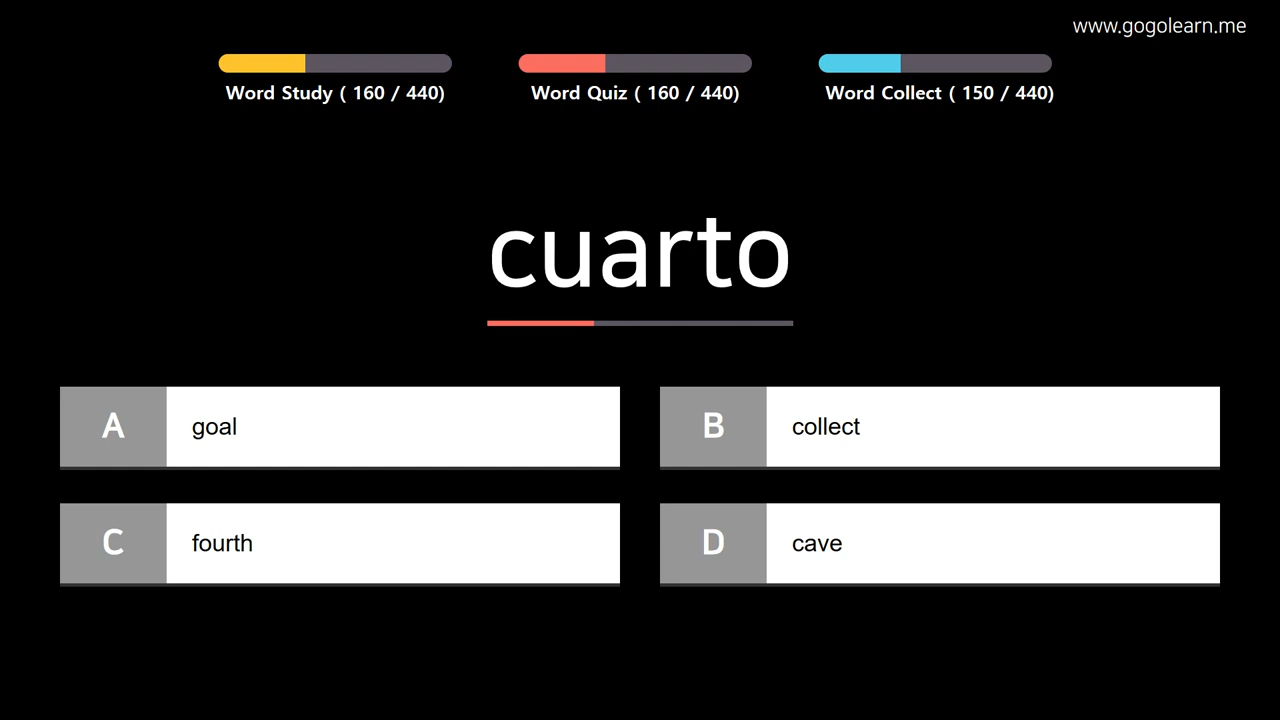 www.gogolearn.me
Word Study ( 160 / 440)
Word Quiz ( 160 / 440)
Word Collect ( 150 / 440)
cuarto
A goal
B collect
C fourth
D cave